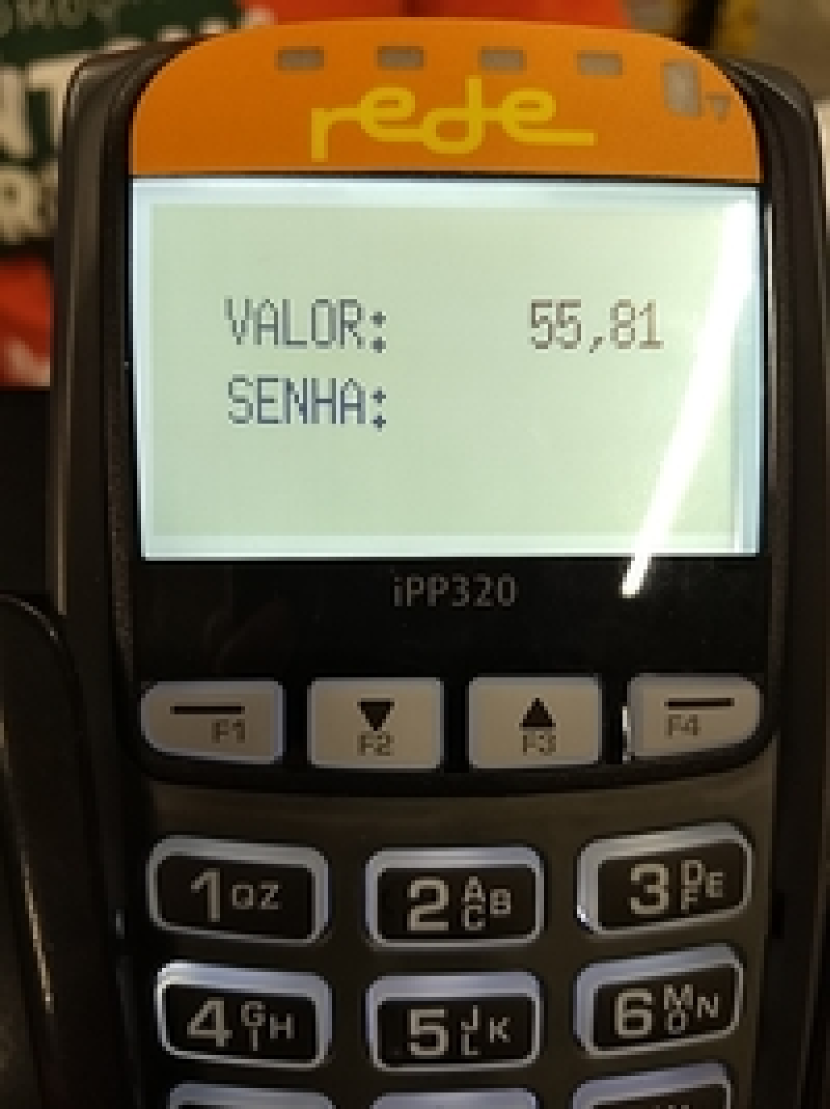 rede
VALOR: 55,81
SENHA:
iPP320
F1 F2 F3 F4
1 QZ 2 ABC 3 DEF
4 GHI 5 JKL 6 MNO